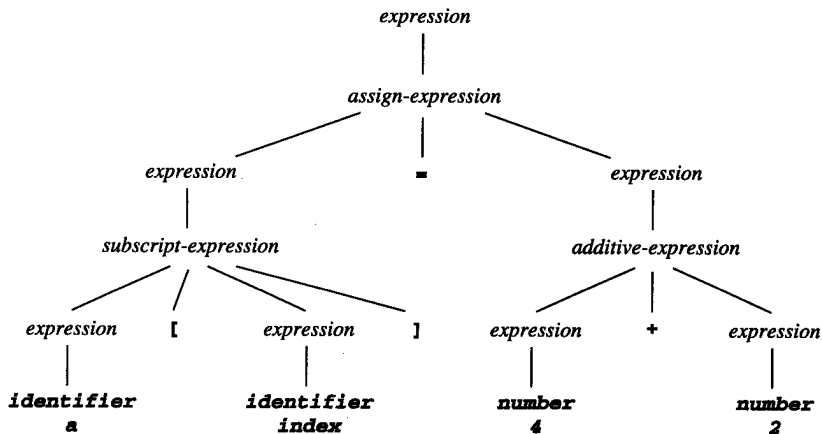 expression
assign-expression
expression = expression
subscript-expression additive-expression
expression [ expression ] expression + expression
identifier identifier number number
a index 4 2